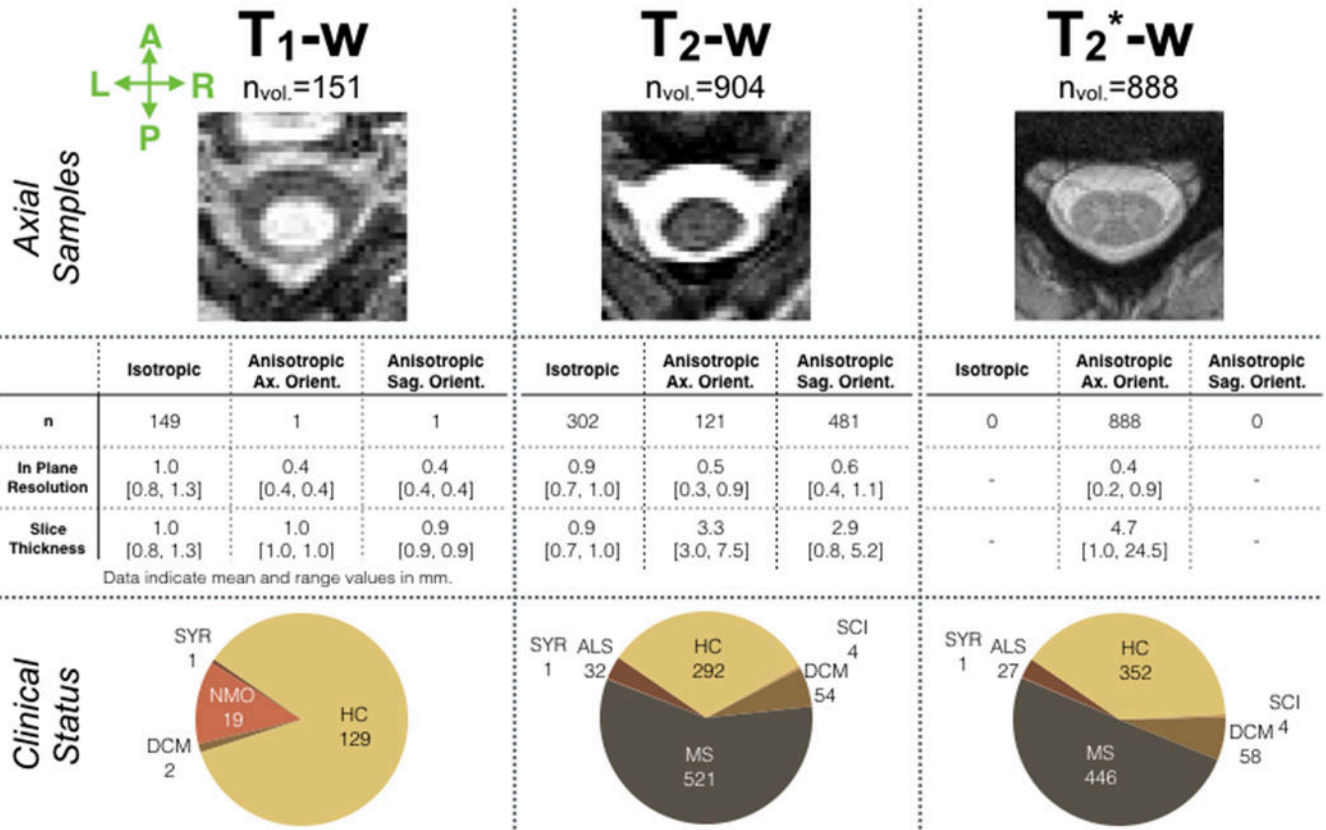 T1-w
nvol.=151
T2-w
nvol.=904
T2*-w
nvol.=888
A
L R
P
Axial
Samples
Isotropic
Anisotropic
Ax. Orient.
Anisotropic
Sag. Orient.
Isotropic
Anisotropic
Ax. Orient.
Anisotropic
Sag. Orient.
Isotropic
Anisotropic
Ax. Orient.
Anisotropic
Sag. Orient.
n 149 1 1 302 121 481 0 888 0
In Plane
Resolution
1.0 0.4 0.4 0.9 0.5 0.6 - 0.4 -
[0.8, 1.3] [0.4, 0.4] [0.4, 0.4] [0.7, 1.0] [0.3, 0.9] [0.4, 1.1] [0.2, 0.9]
Slice
Thickness
1.0 1.0 0.9 0.9 3.3 2.9 - 4.7 -
[0.8, 1.3] [1.0, 1.0] [0.9, 0.9] [0.7, 1.0] [3.0, 7.5] [0.8, 5.2] [1.0, 24.5]
Data indicate mean and range values in mm.
Clinical
Status
SYR
1
NMO
19
DCM
2
HC
129
SYR
1
ALS
32
HC
292
SCI
4
DCM
54
MS
521
SYR
1
ALS
27
HC
352
SCI
4
DCM
58
MS
446